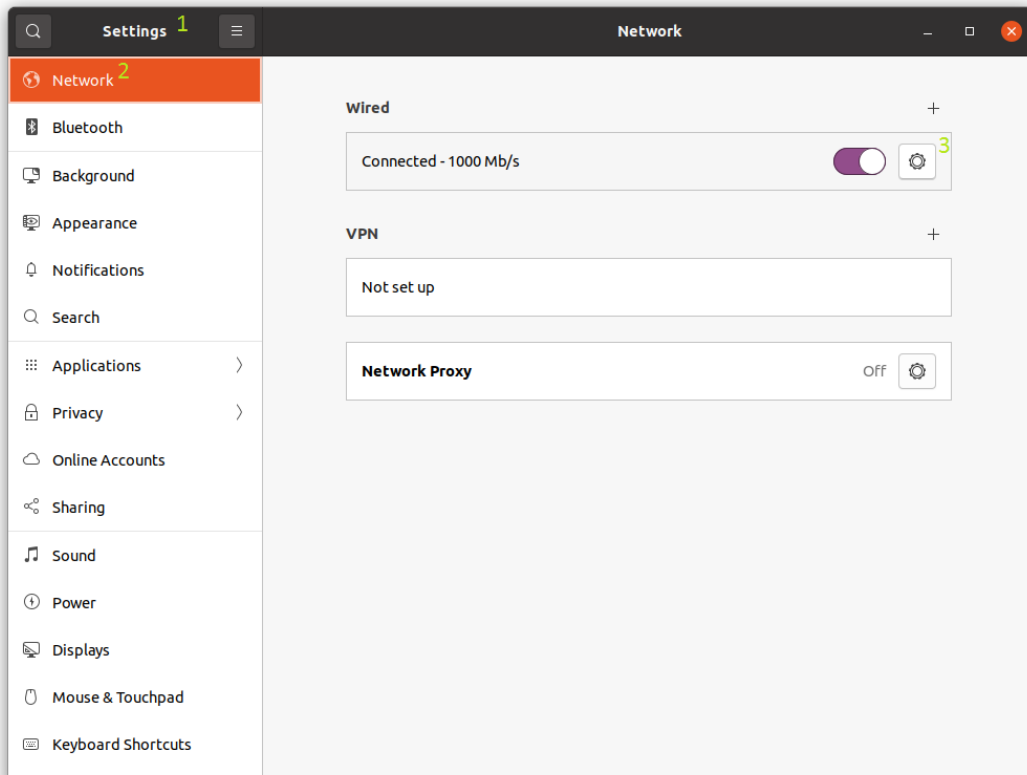 Settings 1
Network
Network 2
Bluetooth
Background
Appearance
Notifications
Search
Applications
Privacy
Online Accounts
Sharing
Sound
Power
Displays
Mouse & Touchpad
Keyboard Shortcuts
Wired
Connected - 1000 Mb/s
3
VPN
Not set up
Network Proxy Off